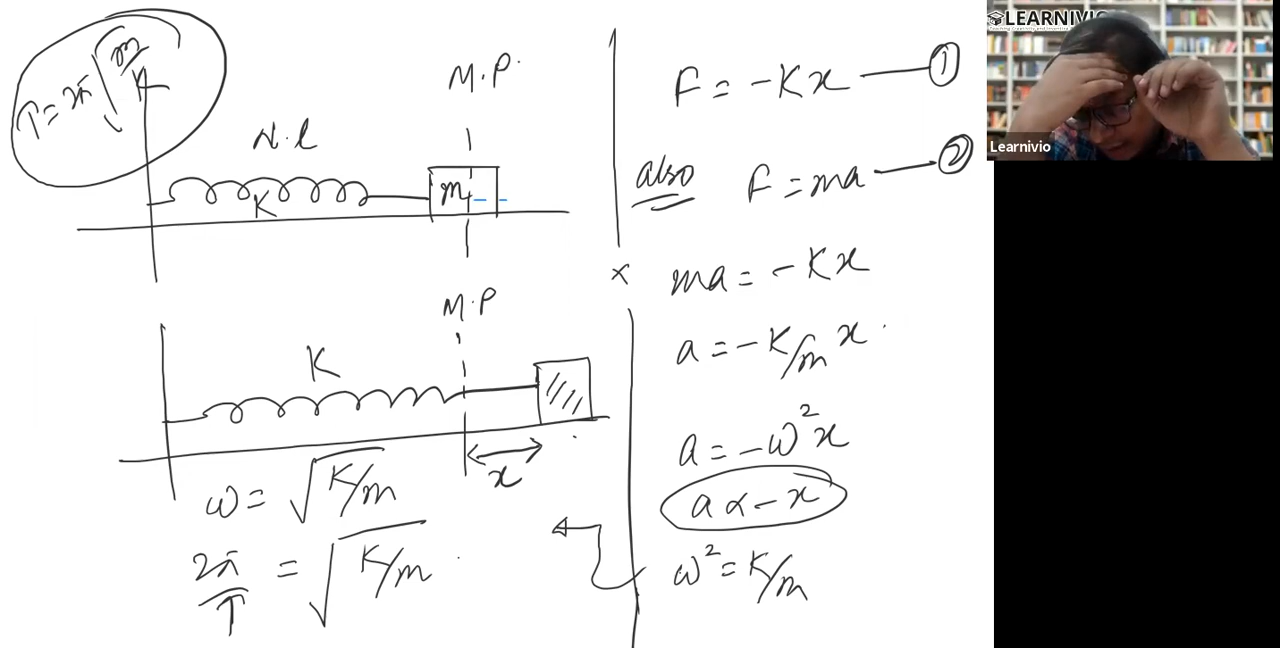 T = 2π √m/K
M.P.
N.l
K
m
M.P
K
x
ω = √K/m
2π/T = √K/m
F = -Kx — ①
also F = ma — ②
ma = -Kx
a = -K/m x
a = -ω²x
a ∝ -x
ω² = K/m
LEARNIVIO
Learnivio